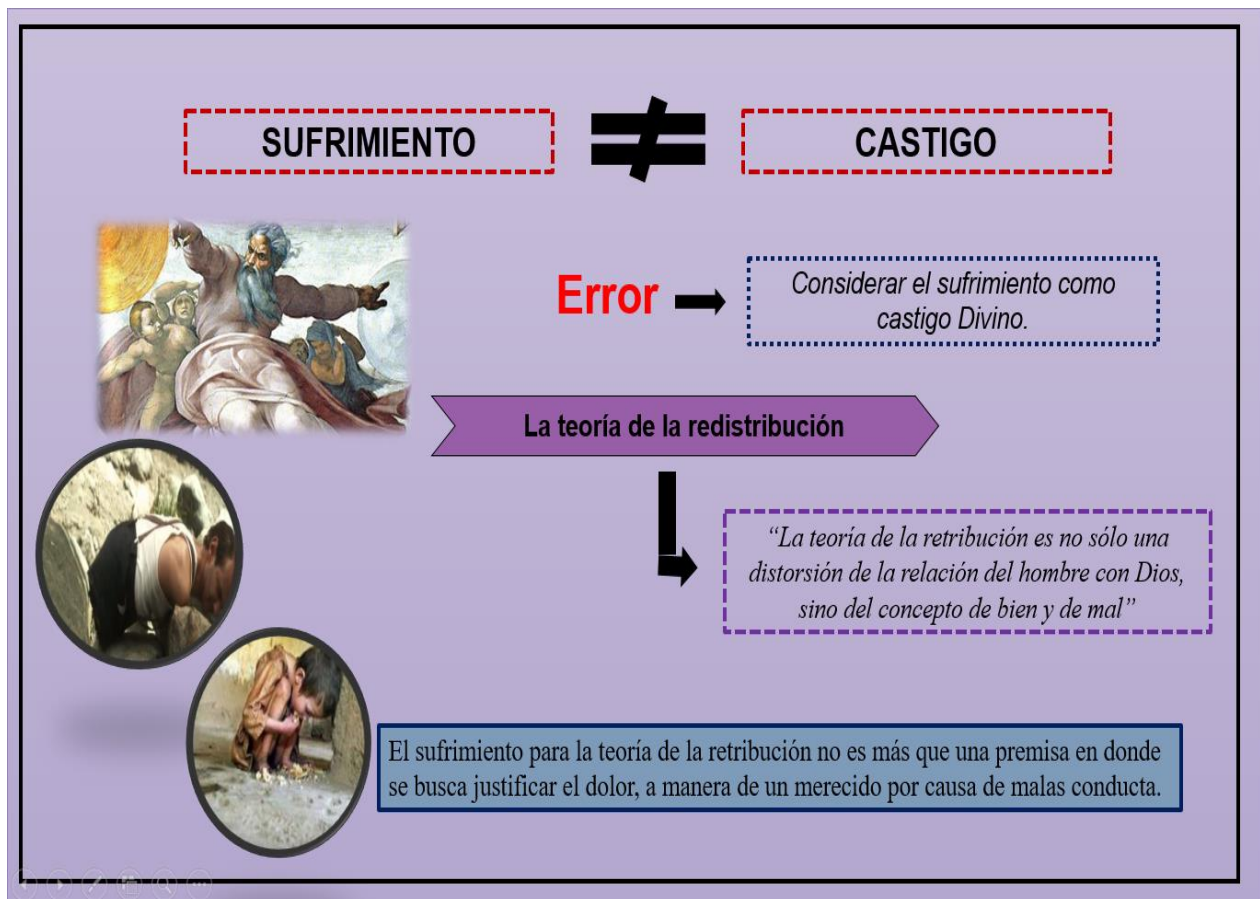 SUFRIMIENTO
≠
CASTIGO
Error
Considerar el sufrimiento como
castigo Divino.
La teoría de la redistribución
“La teoría de la retribución es no sólo una
distorsión de la relación del hombre con Dios,
sino del concepto de bien y de mal”
El sufrimiento para la teoría de la retribución no es más que una premisa en donde
se busca justificar el dolor, a manera de un merecido por causa de malas conducta.